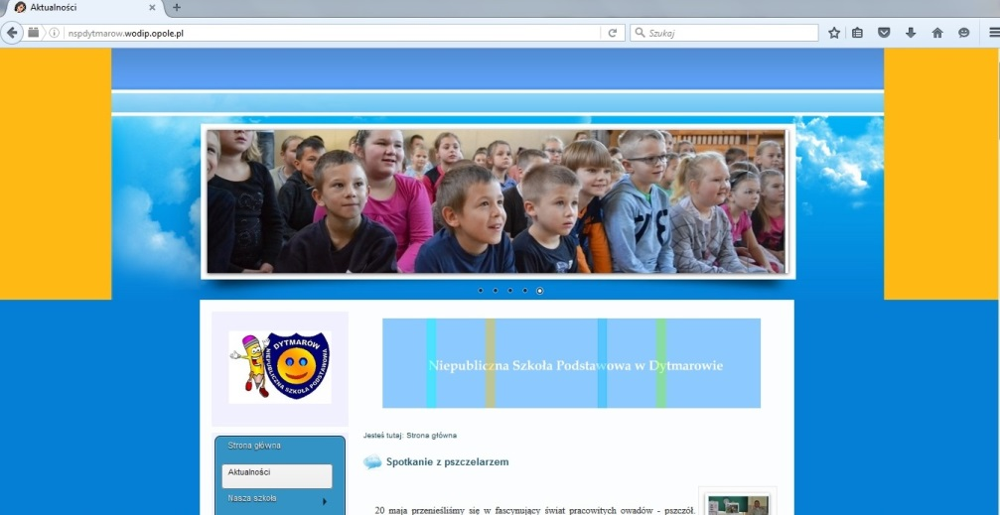 Aktualności
nspdytmarow.wodip.opole.pl
Szukaj
DYTMARÓW
NIEPUBLICZNA SZKOŁA PODSTAWOWA
Niepubliczna Szkoła Podstawowa w Dytmarowie
Jesteś tutaj: Strona główna
Strona główna
Spotkanie z pszczelarzem
Aktualności
Nasza szkoła
20 maja przenieśliśmy się w fascynujący świat pracowitych owadów - pszczół.